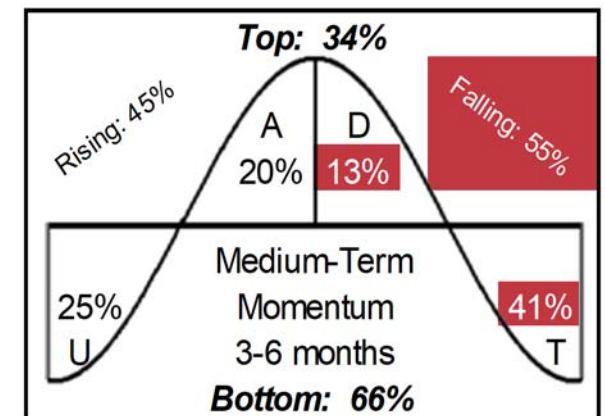 Top: 34%
Rising: 45%
Falling: 55%
A D
20% 13%
Medium-Term
25% Momentum 41%
U 3-6 months T
Bottom: 66%